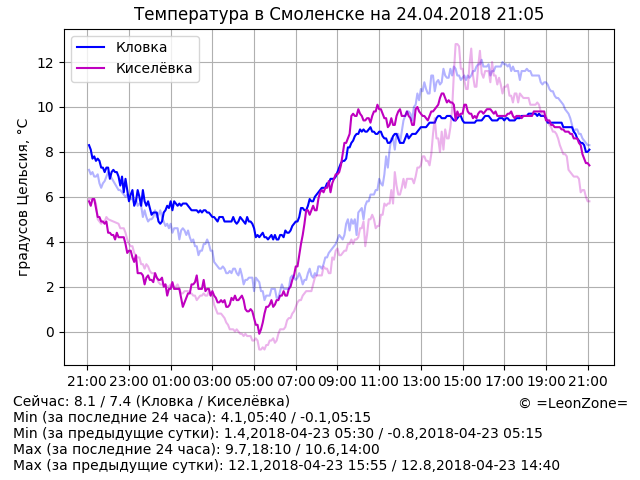 Температура в Смоленске на 24.04.2018 21:05
Кловка
Киселёвка
градусов Цельсия, °C
12
10
8
6
4
2
0
21:00 23:00 01:00 03:00 05:00 07:00 09:00 11:00 13:00 15:00 17:00 19:00 21:00
Сейчас: 8.1 / 7.4 (Кловка / Киселёвка)
© =LeonZone=
Min (за последние 24 часа): 4.1,05:40 / -0.1,05:15
Min (за предыдущие сутки): 1.4,2018-04-23 05:30 / -0.8,2018-04-23 05:15
Max (за последние 24 часа): 9.7,18:10 / 10.6,14:00
Max (за предыдущие сутки): 12.1,2018-04-23 15:55 / 12.8,2018-04-23 14:40